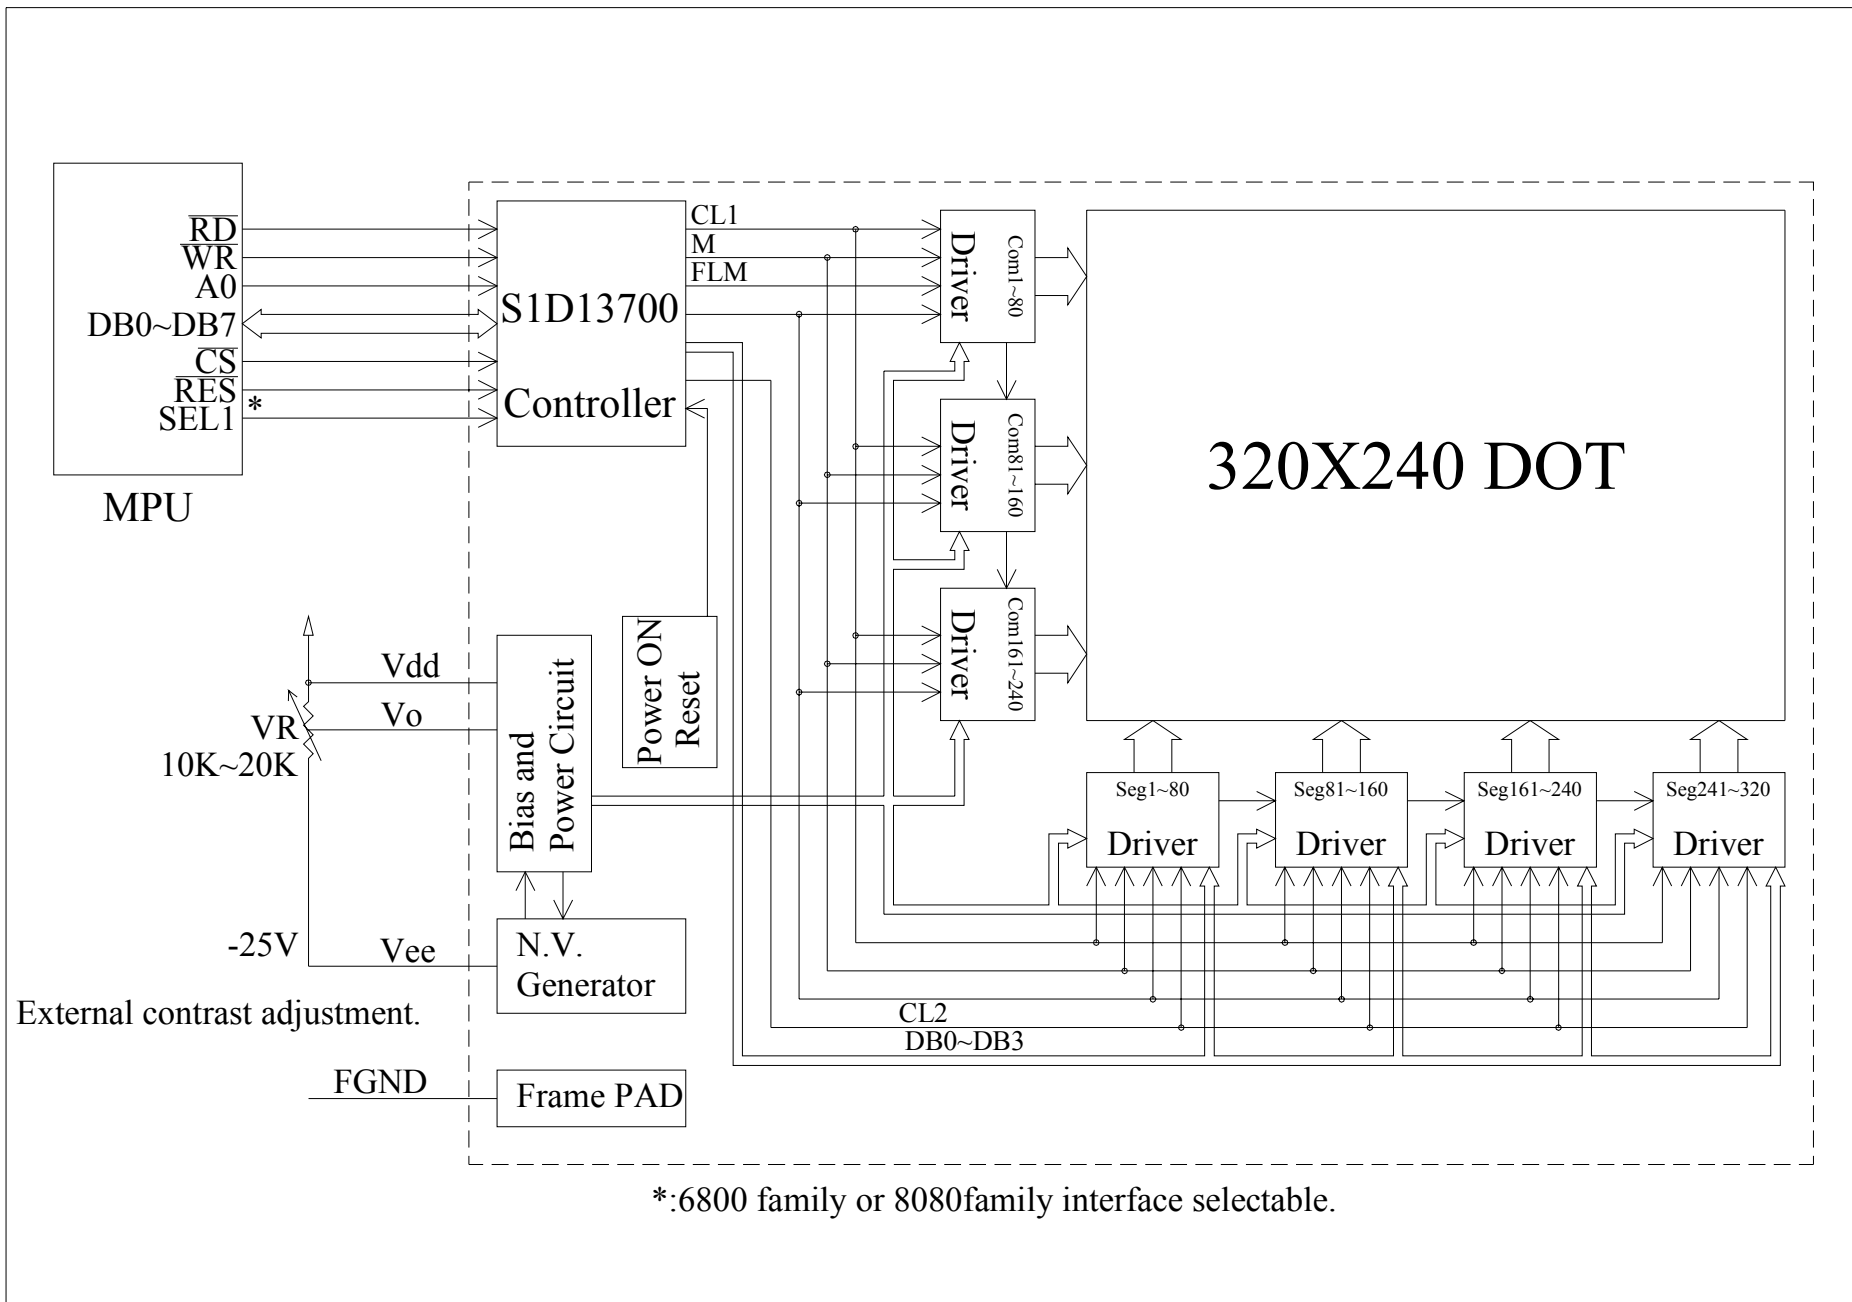 RD
WR
A0
DB0~DB7
CS
RES
*
SEL1
MPU
S1D13700
Controller
CL1
M
FLM
Driver
Com1~80
Driver
Com81~160
Driver
Com161~240
320X240 DOT
Vdd
Vo
VR
10K~20K
Bias and
Power Circuit
Power ON
Reset
Seg1~80
Driver
Seg81~160
Driver
Seg161~240
Driver
Seg241~320
Driver
-25V
Vee
N.V.
Generator
External contrast adjustment.
CL2
DB0~DB3
FGND
Frame PAD
*:6800 family or 8080family interface selectable.